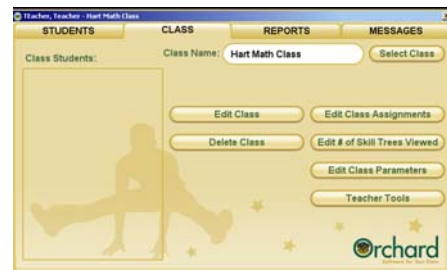 TEacher, Teacher - Hart Math Class
STUDENTS CLASS REPORTS MESSAGES
Class Students: Class Name: Hart Math Class Select Class
Edit Class Edit Class Assignments
Delete Class Edit # of Skill Trees Viewed
Edit Class Parameters
Teacher Tools
Orchard
Software for Your State